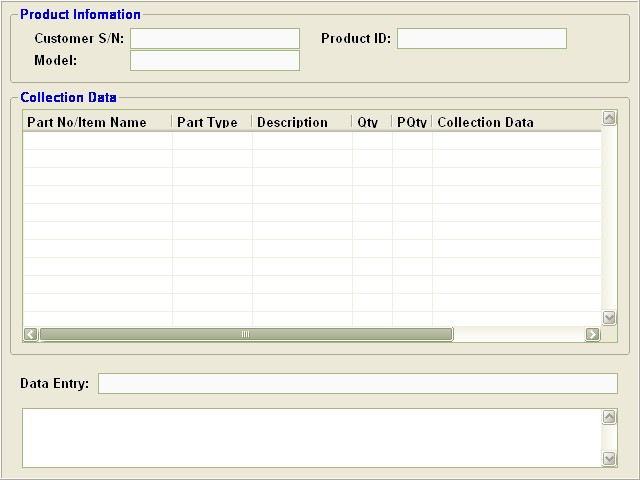 Product Infomation
Customer S/N: Product ID:
Model:
Collection Data
Part No/Item Name Part Type Description Qty PQty Collection Data
Data Entry: